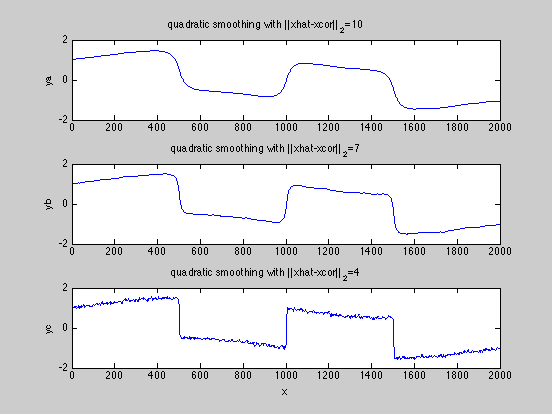 quadratic smoothing with ||xhat-xcor||2=10
2
0
-2
ya
0 200 400 600 800 1000 1200 1400 1600 1800 2000
quadratic smoothing with ||xhat-xcor||2=7
2
0
-2
yb
0 200 400 600 800 1000 1200 1400 1600 1800 2000
quadratic smoothing with ||xhat-xcor||2=4
2
0
-2
yc
0 200 400 600 800 1000 1200 1400 1600 1800 2000
x